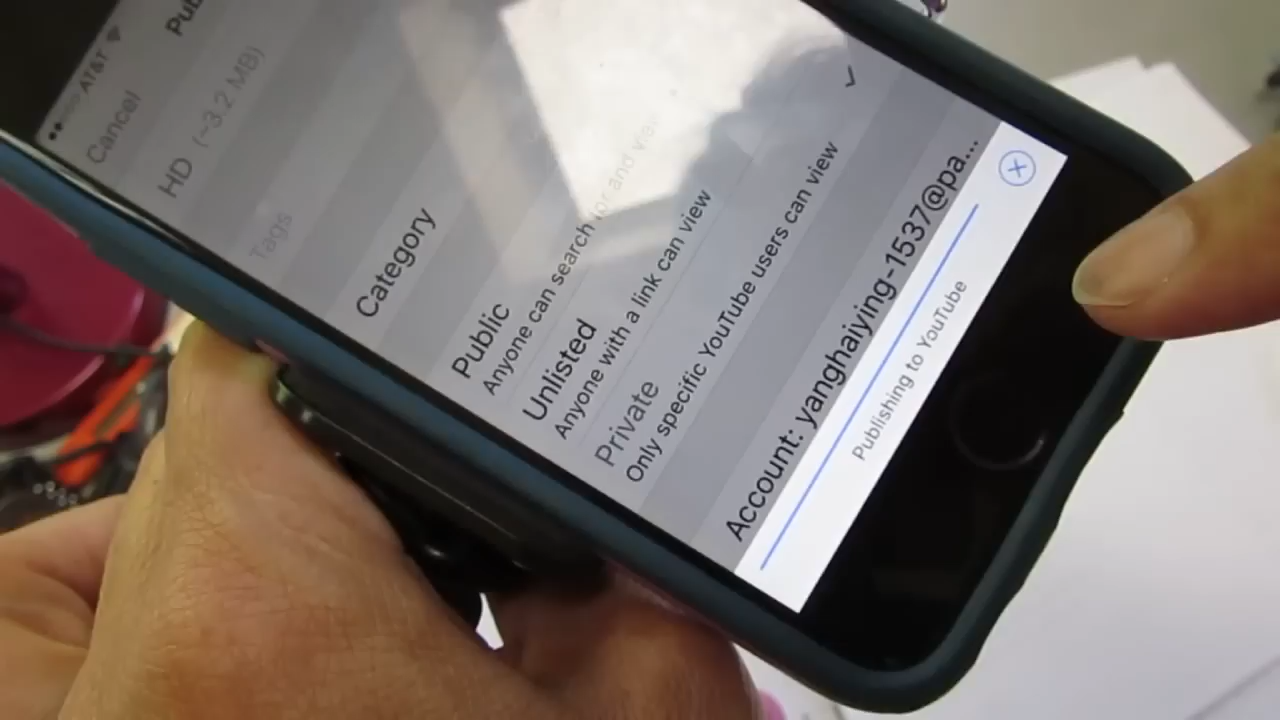 AT&T
Cancel
Pub
HD (~3.2 MB)
Tags
Category
Public
Anyone can search for and view
Unlisted
Anyone with a link can view
Private
Only specific YouTube users can view
Account: yanghaiying-1537@pa...
Publishing to YouTube